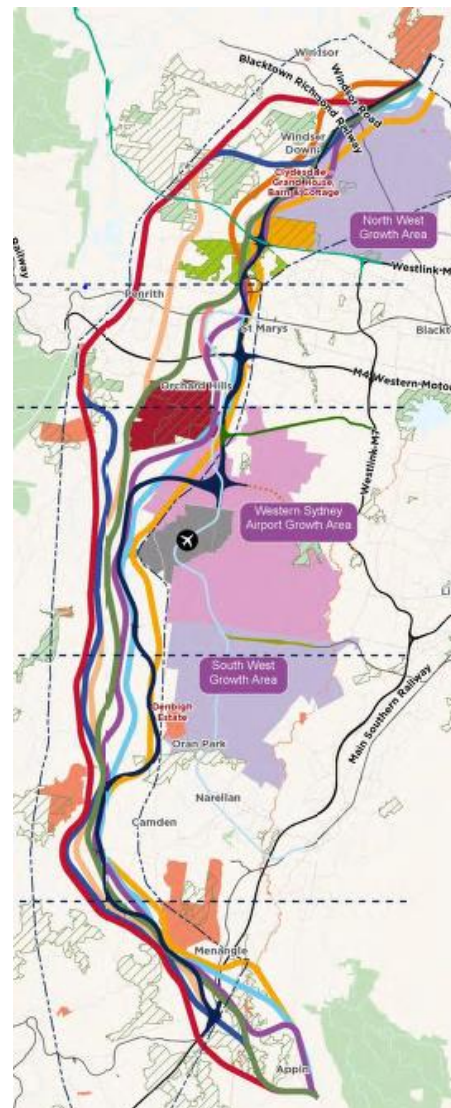 Windsor
Blacktown Richmond Railway
Windsor Road
Windsor
Down
Clydesdale
Grand House
Barn & Cottage
North West
Growth Area
Railway
Westlink-M
Penrith
St Marys
Blackt
M4 Western-Motor
Orchard Hills
Westlink-M7
Western Sydney
Airport Growth Area
South West
Growth Area
Main Southern Railway
Denbigh
Estate
Oran Park
Narellan
Camden
Menangle
Appin